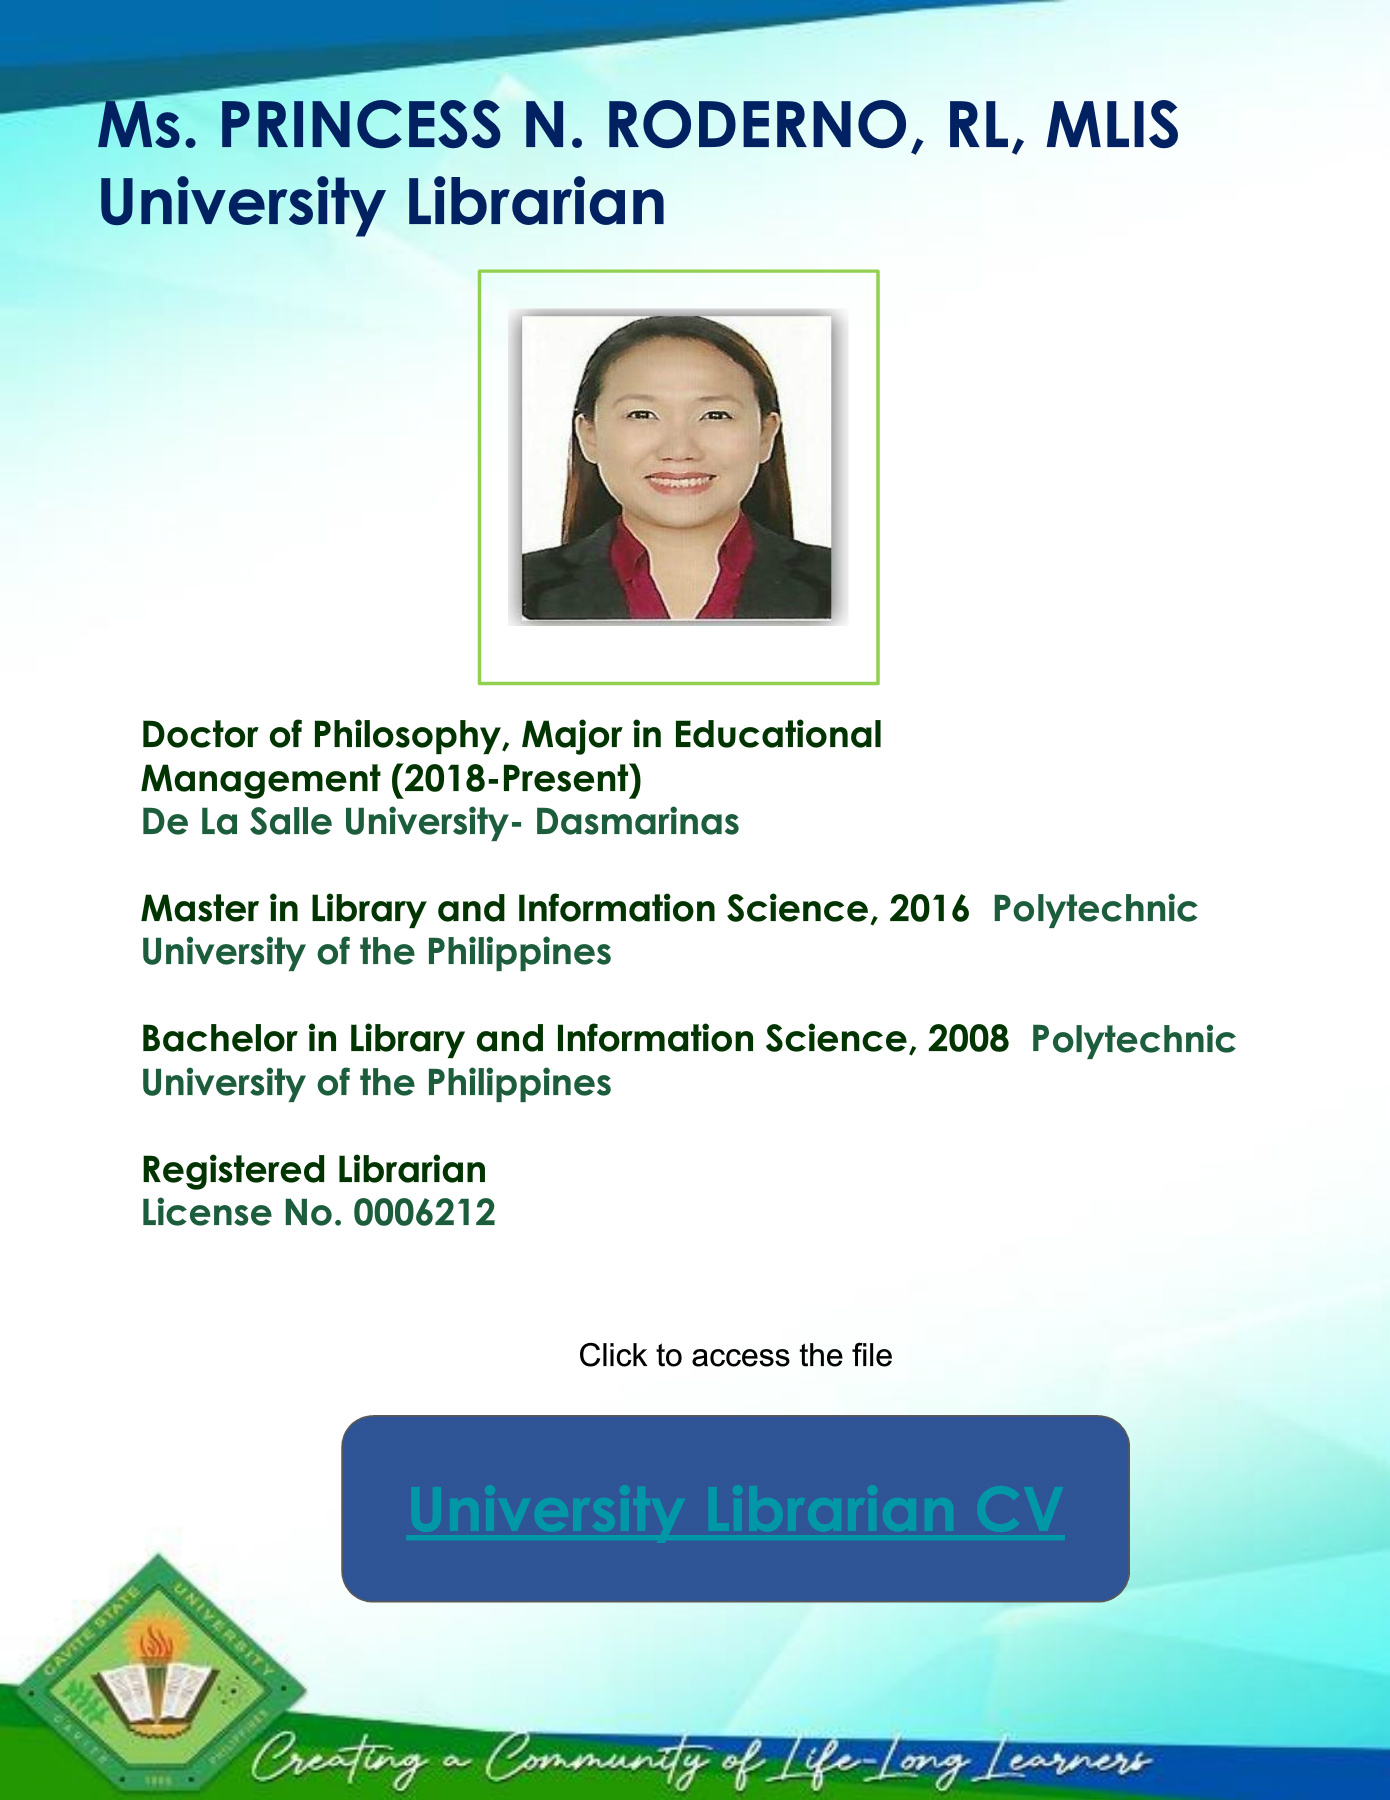 Ms. PRINCESS N. RODERNO, RL, MLIS
University Librarian
Doctor of Philosophy, Major in Educational
Management (2018-Present)
De La Salle University- Dasmarinas
Master in Library and Information Science, 2016 Polytechnic
University of the Philippines
Bachelor in Library and Information Science, 2008 Polytechnic
University of the Philippines
Registered Librarian
License No. 0006212
Click to access the file
University Librarian CV
CAVITE STATE UNIVERSITY
CAVITE PHILIPPINES
Creating a Community of Life-Long Learners